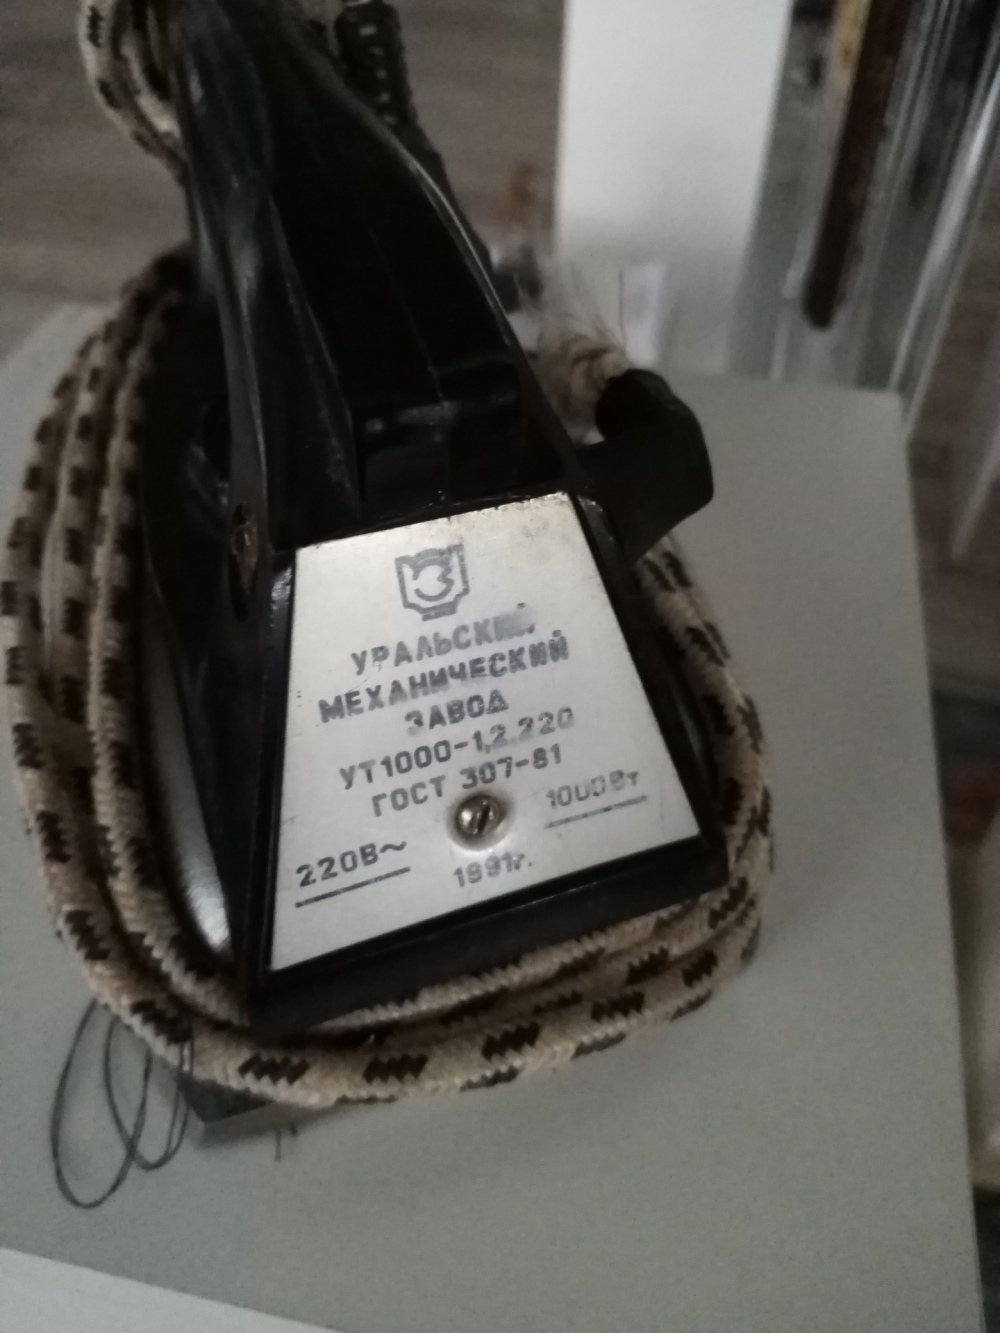 УРАЛЬСКИЙ
МЕХАНИЧЕСКИЙ
ЗАВОД
УТ1000-1,2.220
ГОСТ 307-81
220В~
1000Вт
1991г.